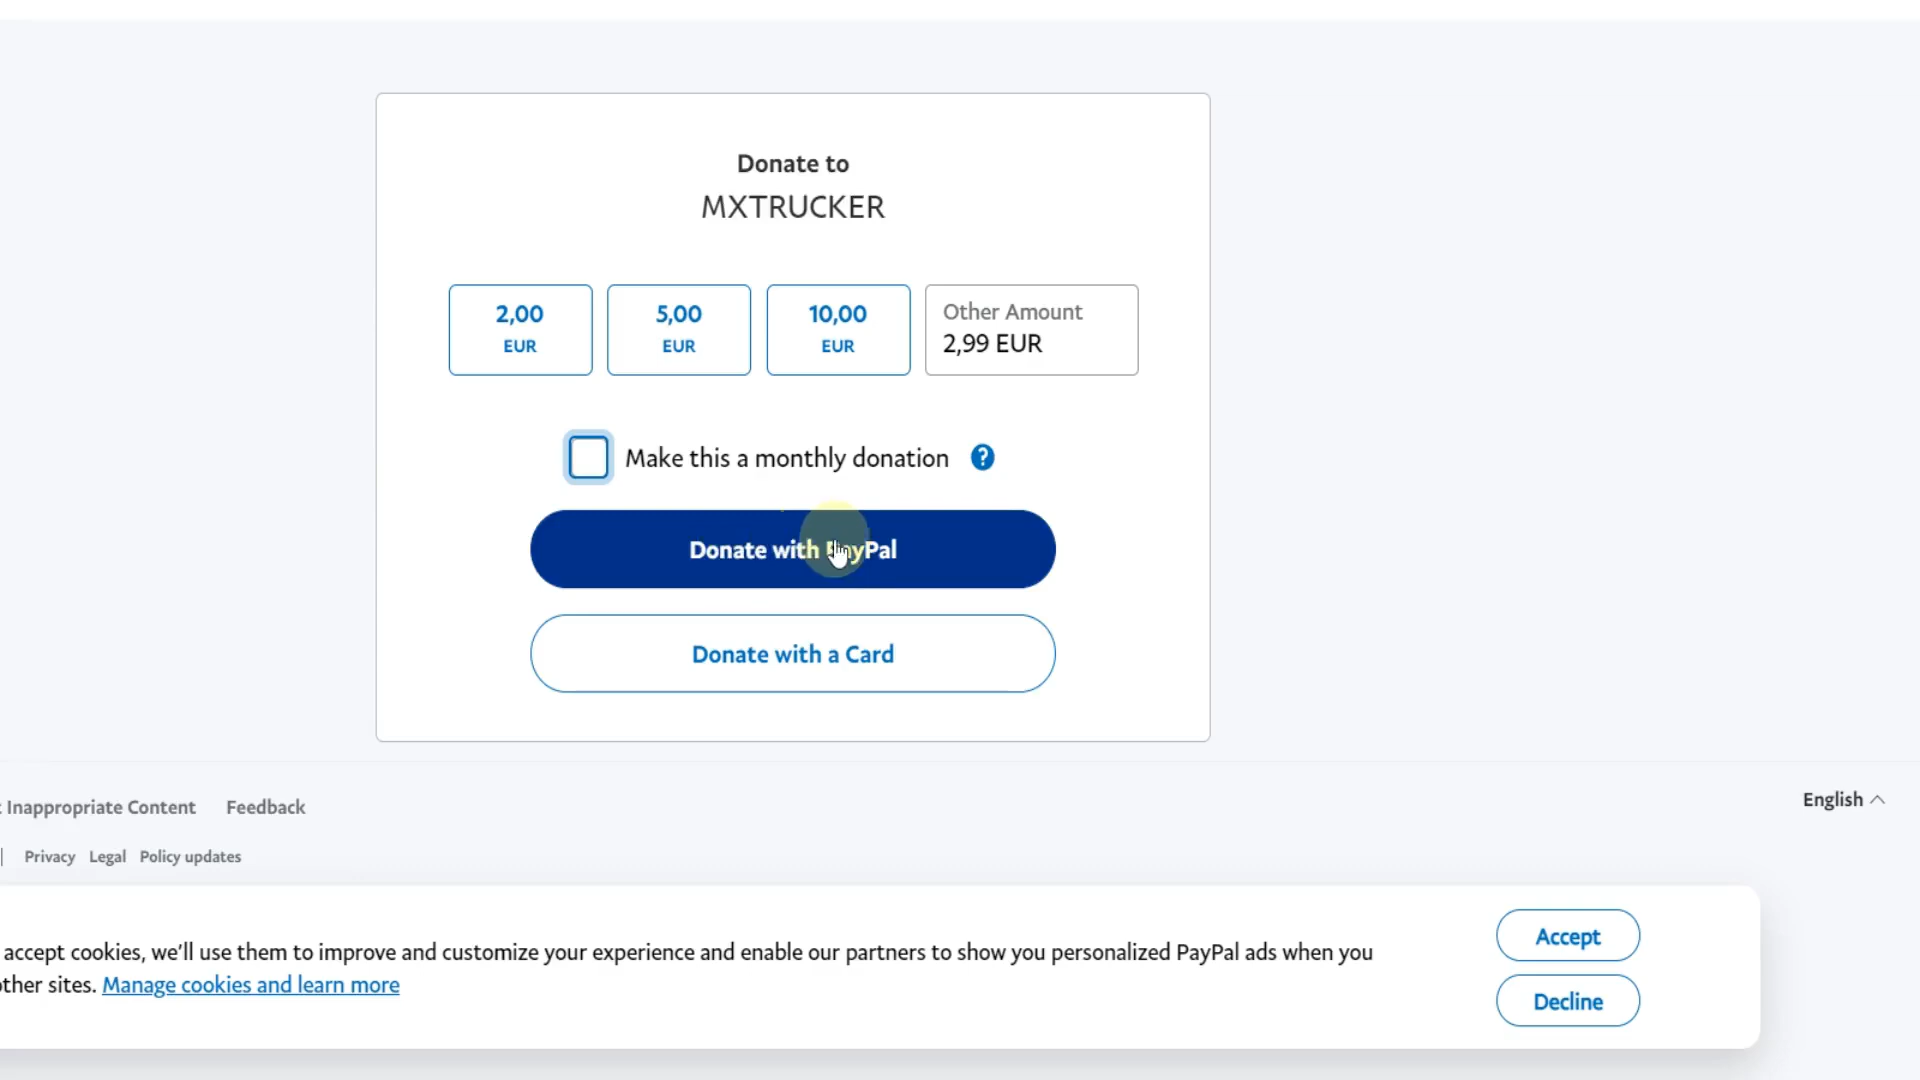 Donate to
MXTRUCKER
2,00
EUR
5,00
EUR
10,00
EUR
Other Amount
2,99 EUR
Make this a monthly donation ?
Donate with PayPal
Donate with a Card
Inappropriate Content Feedback
English
| Privacy Legal Policy updates
accept cookies, we'll use them to improve and customize your experience and enable our partners to show you personalized PayPal ads when you
other sites. Manage cookies and learn more
Accept
Decline